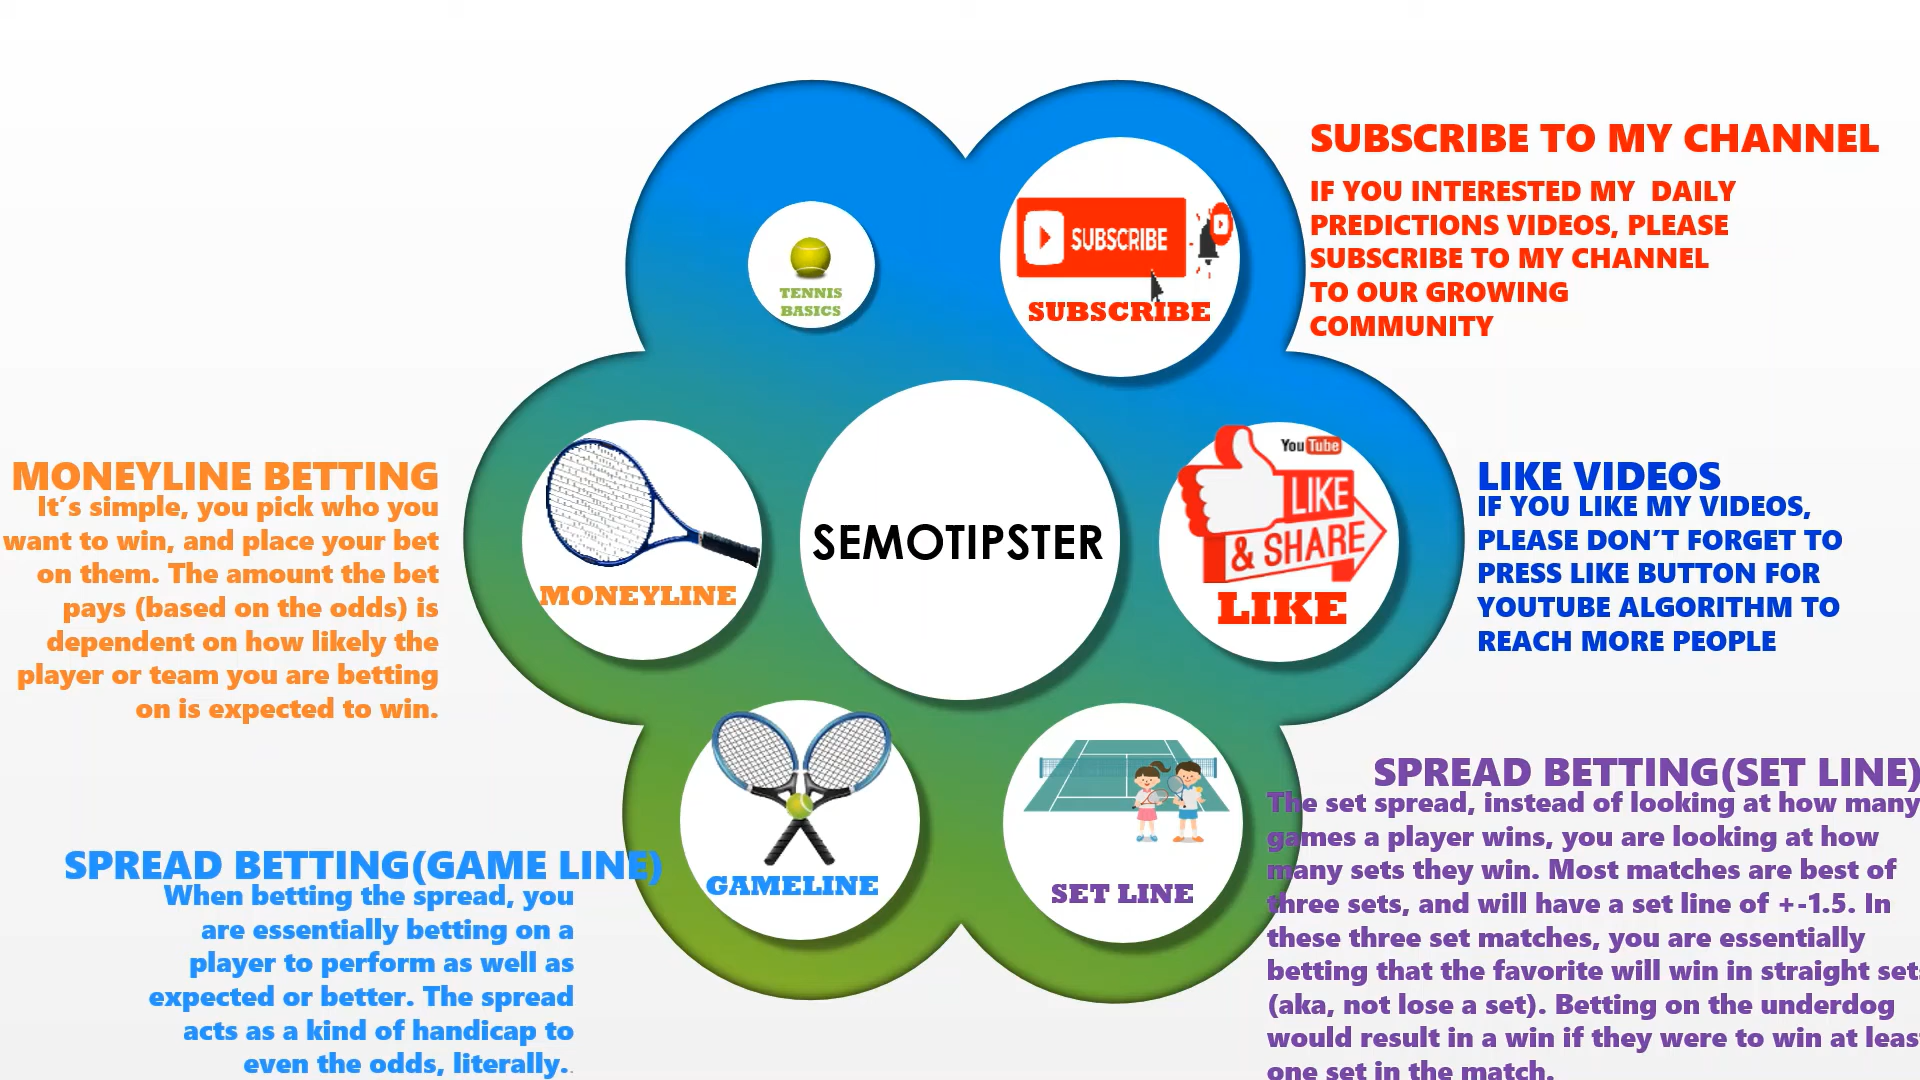 SUBSCRIBE TO MY CHANNEL
IF YOU INTERESTED MY  DAILY
PREDICTIONS VIDEOS, PLEASE
SUBSCRIBE TO MY CHANNEL
TO OUR GROWING
COMMUNITY
SUBSCRIBE
SUBSCRIBE
TENNIS
BASICS
MONEYLINE BETTING
It’s simple, you pick who you
want to win, and place your bet
on them. The amount the bet
pays (based on the odds) is
dependent on how likely the
player or team you are betting
on is expected to win.
MONEYLINE
SEMOTIPSTER
YouTube
LIKE
& SHARE
LIKE
LIKE VIDEOS
IF YOU LIKE MY VIDEOS,
PLEASE DON’T FORGET TO
PRESS LIKE BUTTON FOR
YOUTUBE ALGORITHM TO
REACH MORE PEOPLE
SPREAD BETTING(GAME LINE)
When betting the spread, you
are essentially betting on a
player to perform as well as
expected or better. The spread
acts as a kind of handicap to
even the odds, literally..
GAMELINE
SET LINE
SPREAD BETTING(SET LINE)
The set spread, instead of looking at how many
games a player wins, you are looking at how
many sets they win. Most matches are best of
three sets, and will have a set line of +-1.5. In
these three set matches, you are essentially
betting that the favorite will win in straight sets
(aka, not lose a set). Betting on the underdog
would result in a win if they were to win at least
one set in the match.